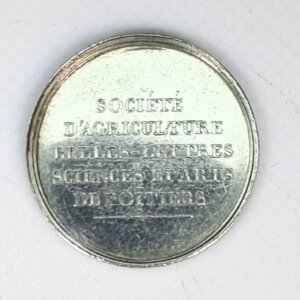 SOCIÉTÉ
D'AGRICULTURE
BELLES-LETTRES
SCIENCES ET ARTS
DE POITIERS